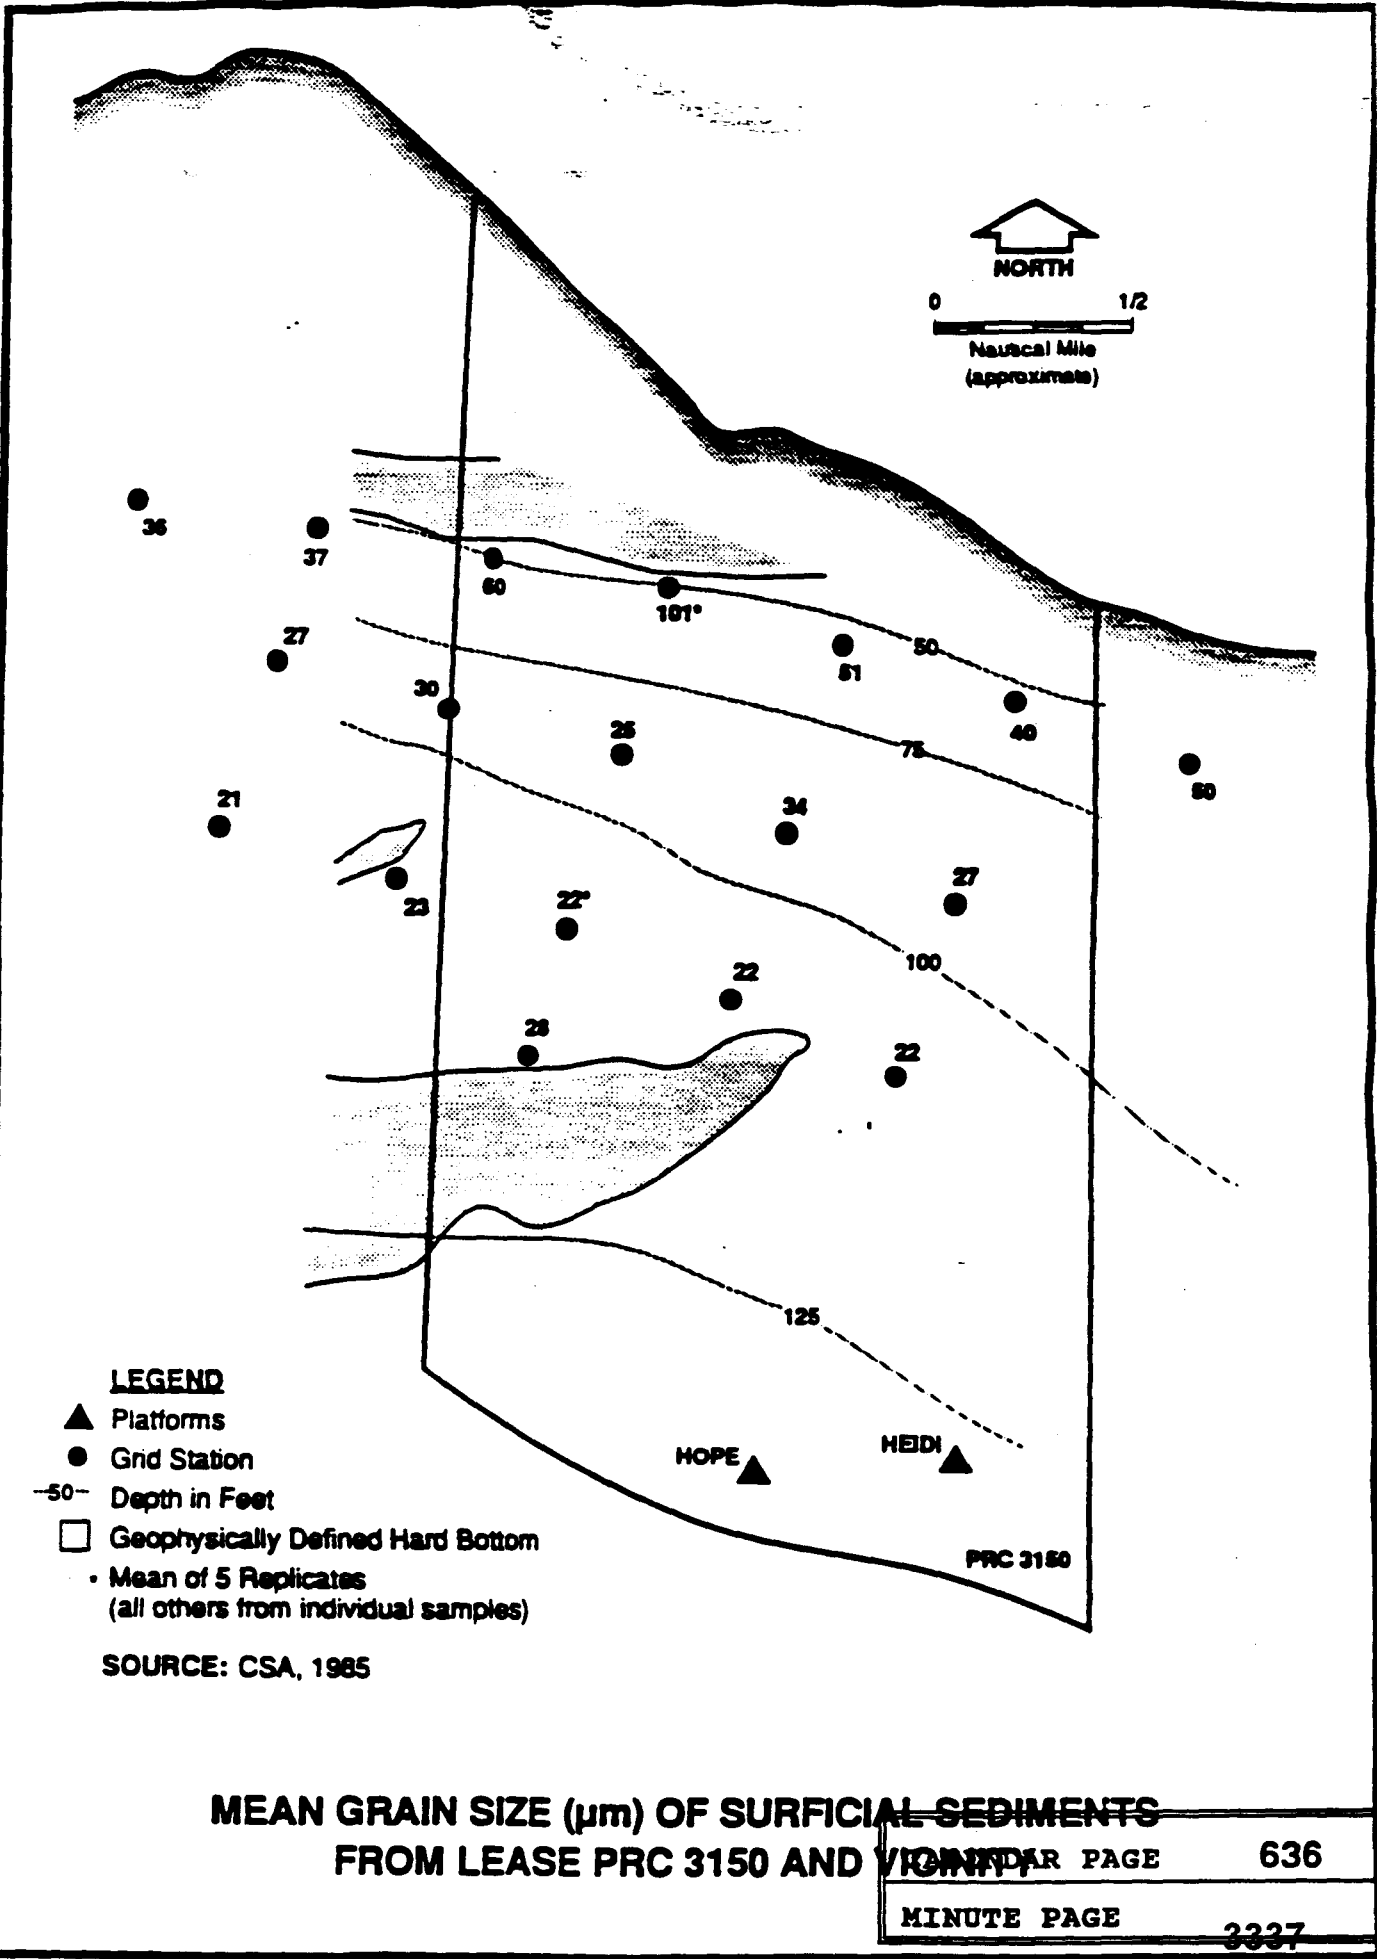 NORTH
0 1/2
Nautical Mile
(approximate)
36
37
60
101*
27
30
51
50
25
40
75
50
21
34
27
23
22*
100
22
28
22
125
LEGEND
Platforms
Grid Station
-50- Depth in Feet
Geophysically Defined Hard Bottom
• Mean of 5 Replicates
(all others from individual samples)
SOURCE: CSA, 1985
HOPE
HEIDI
PRC 3150
MEAN GRAIN SIZE (µm) OF SURFICIAL SEDIMENTS
FROM LEASE PRC 3150 AND VICINITY
PAGE 636
MINUTE PAGE 3337